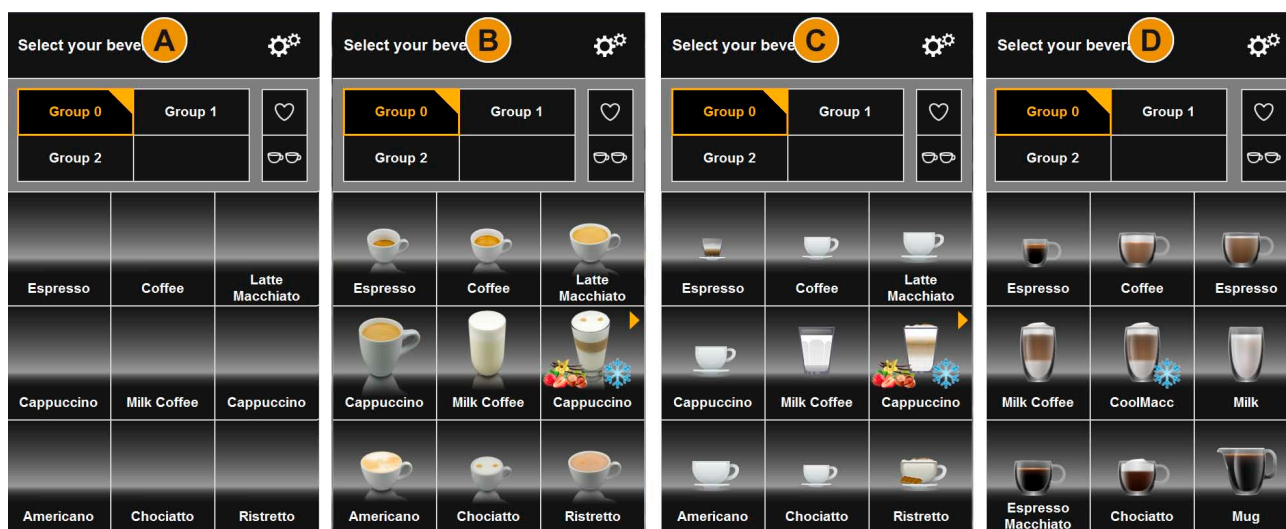 Select your beve
A
Group 0
Group 1
Group 2
Espresso
Coffee
Latte
Macchiato
Cappuccino
Milk Coffee
Cappuccino
Americano
Chociatto
Ristretto
Select your beve
B
Group 0
Group 1
Group 2
Espresso
Coffee
Latte
Macchiato
Cappuccino
Milk Coffee
Cappuccino
Americano
Chociatto
Ristretto
Select your beve
C
Group 0
Group 1
Group 2
Espresso
Coffee
Latte
Macchiato
Cappuccino
Milk Coffee
Cappuccino
Americano
Chociatto
Ristretto
Select your bevera
D
Group 0
Group 1
Group 2
Espresso
Coffee
Espresso
Milk Coffee
CoolMacc
Milk
Espresso
Macchiato
Chociatto
Mug